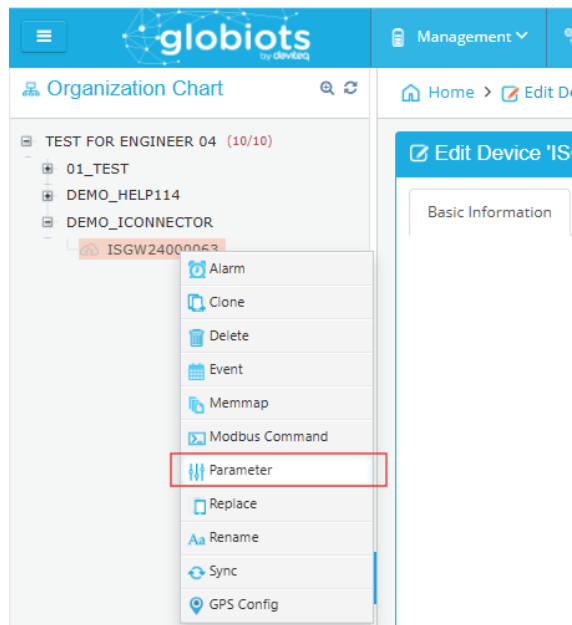 globiots
by deviteq
Management
Organization Chart
Home > Edit D
TEST FOR ENGINEER 04 (10/10)
Edit Device 'IS
01_TEST
DEMO_HELP114
Basic Information
DEMO_ICONNECTOR
ISGW24000063
Alarm
Clone
Delete
Event
Memmap
Modbus Command
Parameter
Replace
Aa Rename
Sync
GPS Config